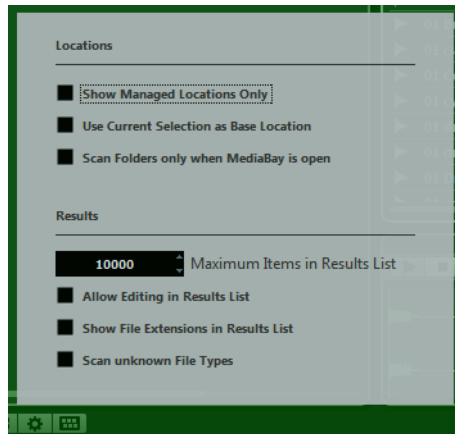 Locations
Show Managed Locations Only
Use Current Selection as Base Location
Scan Folders only when MediaBay is open
Results
10000 Maximum Items in Results List
Allow Editing in Results List
Show File Extensions in Results List
Scan unknown File Types